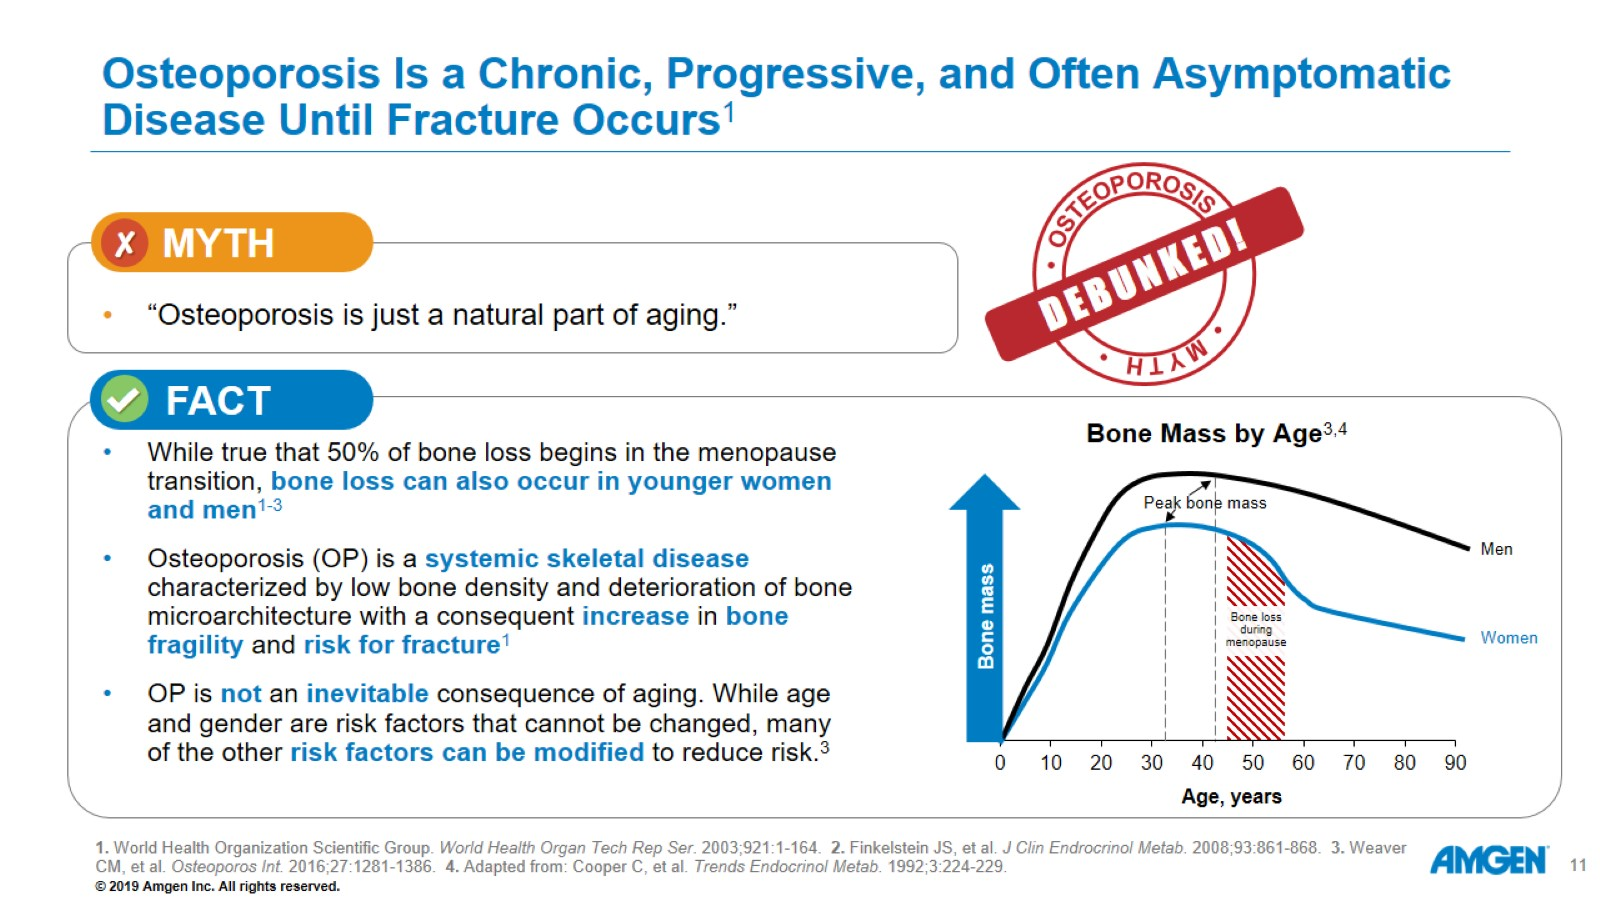 Osteoporosis Is a Chronic, Progressive, and Often Asymptomatic
Disease Until Fracture Occurs1
MYTH
• “Osteoporosis is just a natural part of aging.”
• OSTEOPOROSIS •
DEBUNKED!
MYTH •
FACT
• While true that 50% of bone loss begins in the menopause
transition, bone loss can also occur in younger women
and men1-3
• Osteoporosis (OP) is a systemic skeletal disease
characterized by low bone density and deterioration of bone
microarchitecture with a consequent increase in bone
fragility and risk for fracture1
• OP is not an inevitable consequence of aging. While age
and gender are risk factors that cannot be changed, many
of the other risk factors can be modified to reduce risk.3
Bone Mass by Age3,4
Bone mass
Peak bone mass
Men
Bone loss
during
menopause
Women
0 10 20 30 40 50 60 70 80 90
Age, years
1. World Health Organization Scientific Group. World Health Organ Tech Rep Ser. 2003;921:1-164. 2. Finkelstein JS, et al. J Clin Endrocrinol Metab. 2008;93:861-868. 3. Weaver
CM, et al. Osteoporos Int. 2016;27:1281-1386. 4. Adapted from: Cooper C, et al. Trends Endocrinol Metab. 1992;3:224-229.
© 2019 Amgen Inc. All rights reserved.
AMGEN
11